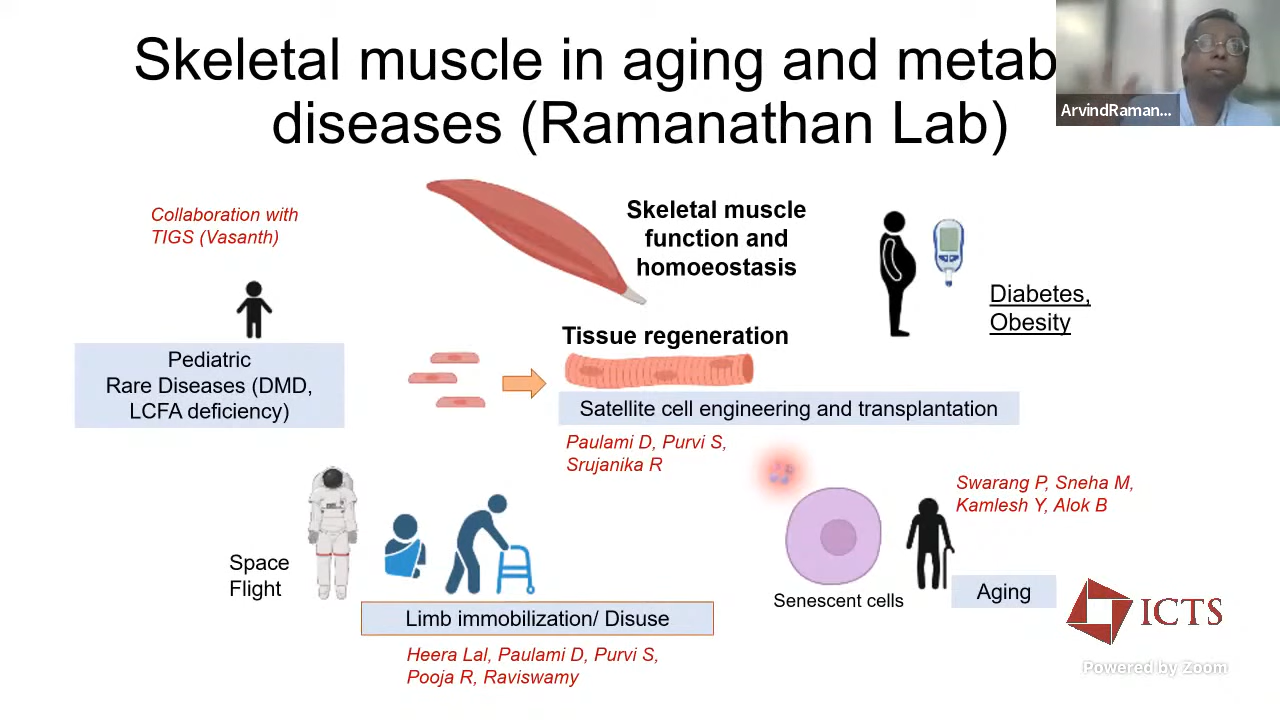 Skeletal muscle in aging and metab
diseases (Ramanathan Lab)
ArvindRaman...
Collaboration with
TIGS (Vasanth)
Skeletal muscle
function and
homoeostasis
Diabetes,
Obesity
Tissue regeneration
Pediatric
Rare Diseases (DMD,
LCFA deficiency)
Satellite cell engineering and transplantation
Paulami D, Purvi S,
Srujanika R
Swarang P, Sneha M,
Kamlesh Y, Alok B
Space
Flight
Senescent cells
Aging
Limb immobilization/ Disuse
Heera Lal, Paulami D, Purvi S,
Pooja R, Raviswamy
ICTS
Powered by Zoom